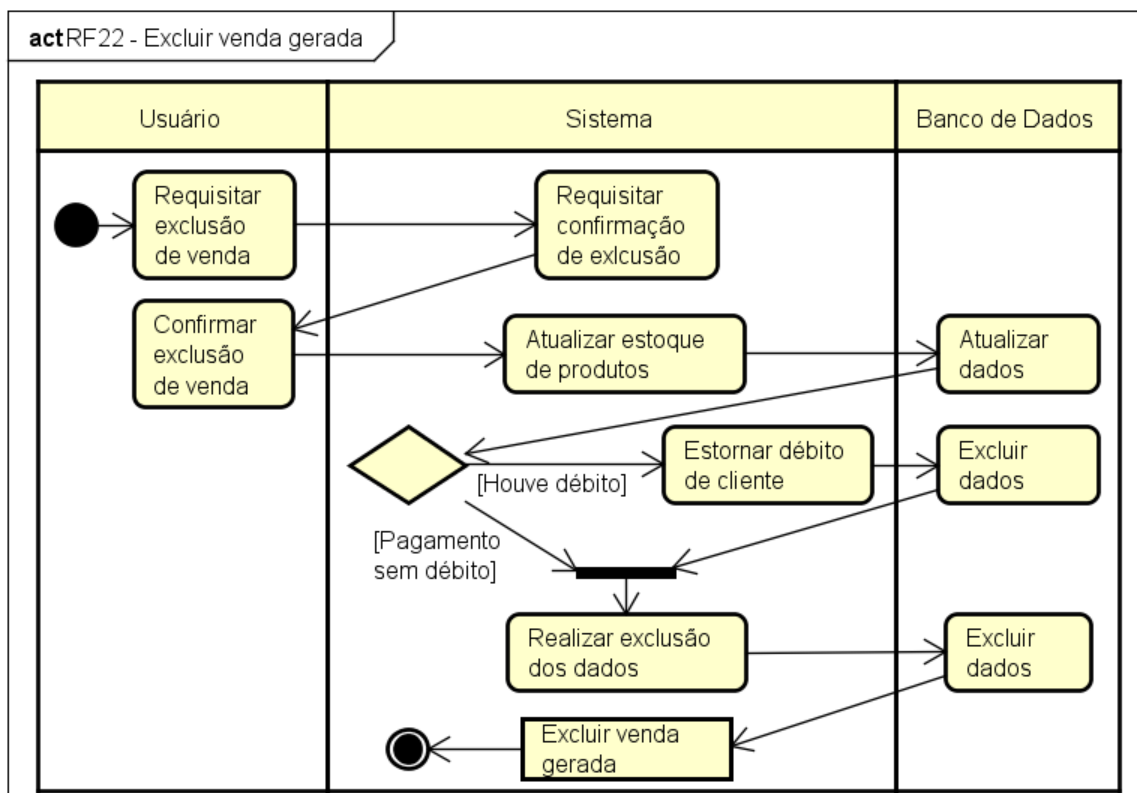 actRF22 - Excluir venda gerada
Usuário
Sistema
Banco de Dados
Requisitar
exclusão
de venda
Requisitar
confirmação
de exlcusão
Confirmar
exclusão
de venda
Atualizar estoque
de produtos
Atualizar
dados
Estornar débito
de cliente
Excluir
dados
[Houve débito]
[Pagamento
sem débito]
Realizar exclusão
dos dados
Excluir
dados
Excluir venda
gerada